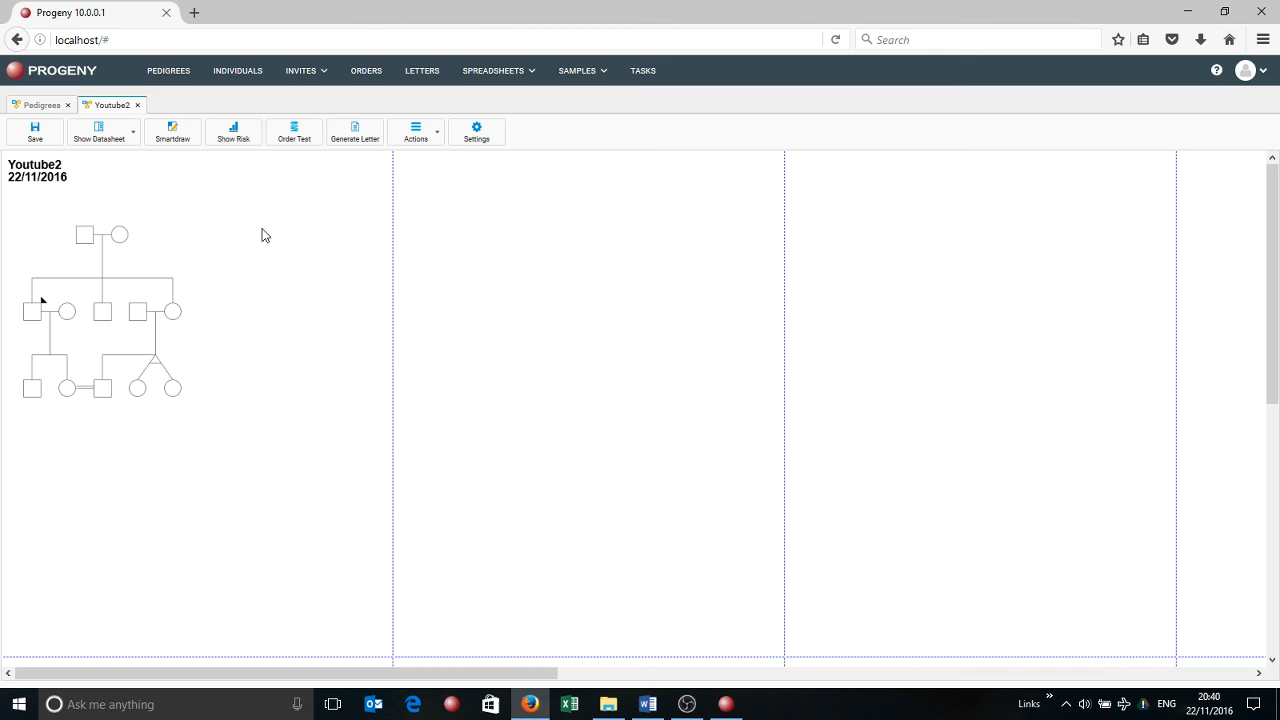 Progeny 10.0.0.1
localhost/#
Search
PROGENY
PEDIGREES
INDIVIDUALS
INVITES
ORDERS
LETTERS
SPREADSHEETS
SAMPLES
TASKS
Pedigrees
Youtube2
Save
Show Datasheet
Smartdraw
Show Risk
Order Test
Generate Letter
Actions
Settings
Youtube2
22/11/2016
Ask me anything
Links
ENG
20:40
22/11/2016